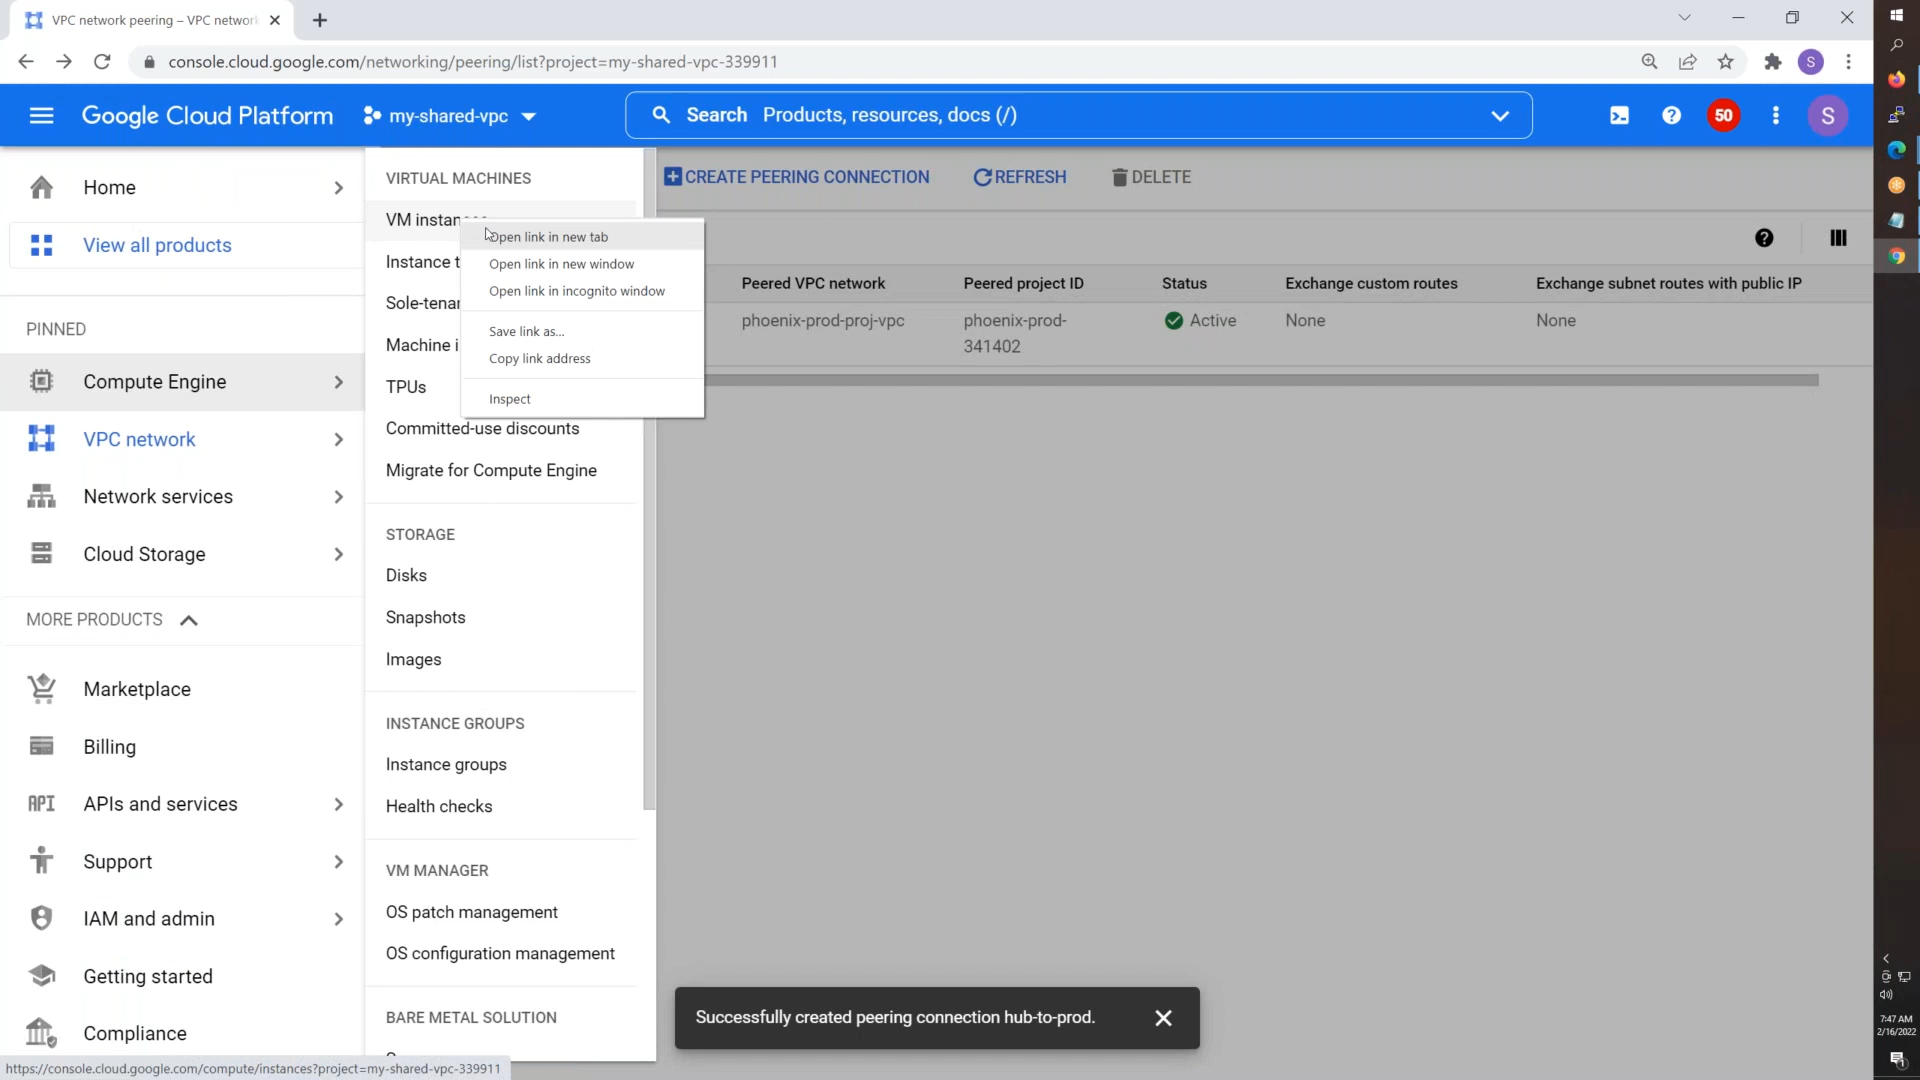 VPC network peering – VPC networ
console.cloud.google.com/networking/peering/list?project=my-shared-vpc-339911
S
Google Cloud Platform
my-shared-vpc
Search Products, resources, docs (/)
50
S
Home
View all products
PINNED
Compute Engine
VPC network
Network services
Cloud Storage
MORE PRODUCTS
Marketplace
Billing
API
APIs and services
Support
IAM and admin
Getting started
Compliance
VIRTUAL MACHINES
VM instances
Instance t
Sole-tenan
Machine i
TPUs
Committed-use discounts
Migrate for Compute Engine
STORAGE
Disks
Snapshots
Images
INSTANCE GROUPS
Instance groups
Health checks
VM MANAGER
OS patch management
OS configuration management
BARE METAL SOLUTION
Open link in new tab
Open link in new window
Open link in incognito window
Save link as...
Copy link address
Inspect
CREATE PEERING CONNECTION
REFRESH
DELETE
Peered VPC network
Peered project ID
Status
Exchange custom routes
Exchange subnet routes with public IP
phoenix-prod-proj-vpc
phoenix-prod-
341402
Active
None
None
Successfully created peering connection hub-to-prod.
https://console.cloud.google.com/compute/instances?project=my-shared-vpc-339911
7:47 AM
2/16/2022
1